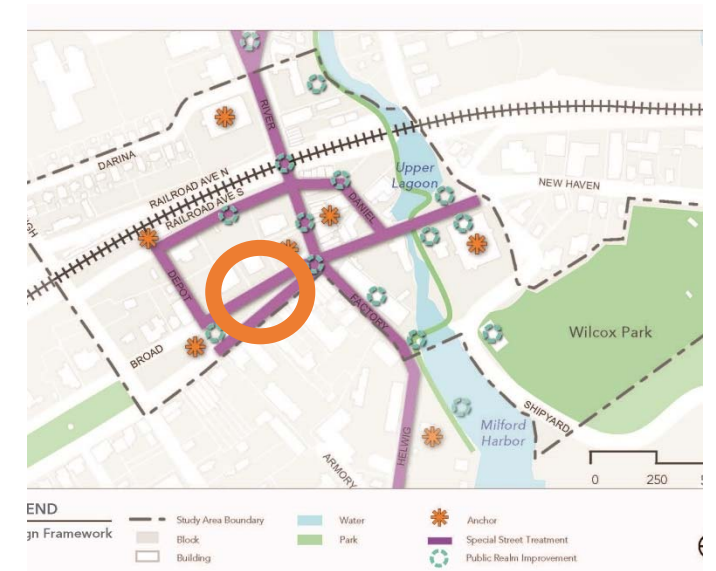 RIVER
DARINA
RAILROAD AVE N
RAILROAD AVE S
Upper
Lagoon
NEW HAVEN
DANIEL
GH
DEPOT
FACTORY
BROAD
Wilcox Park
SHIPYARD
Milford
Harbor
HELWIG
ARMORY
0 250 5
END
gn Framework
Study Area Boundary
Block
Building
Water
Park
Anchor
Special Street Treatment
Public Realm Improvement